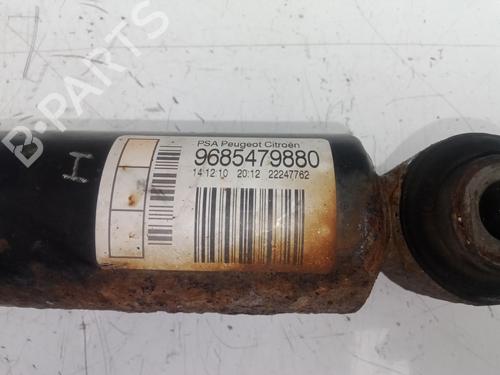 PSA Peugeot Citroën
9685479880
14.12.10 20:12 22247762
I
B-PARTS